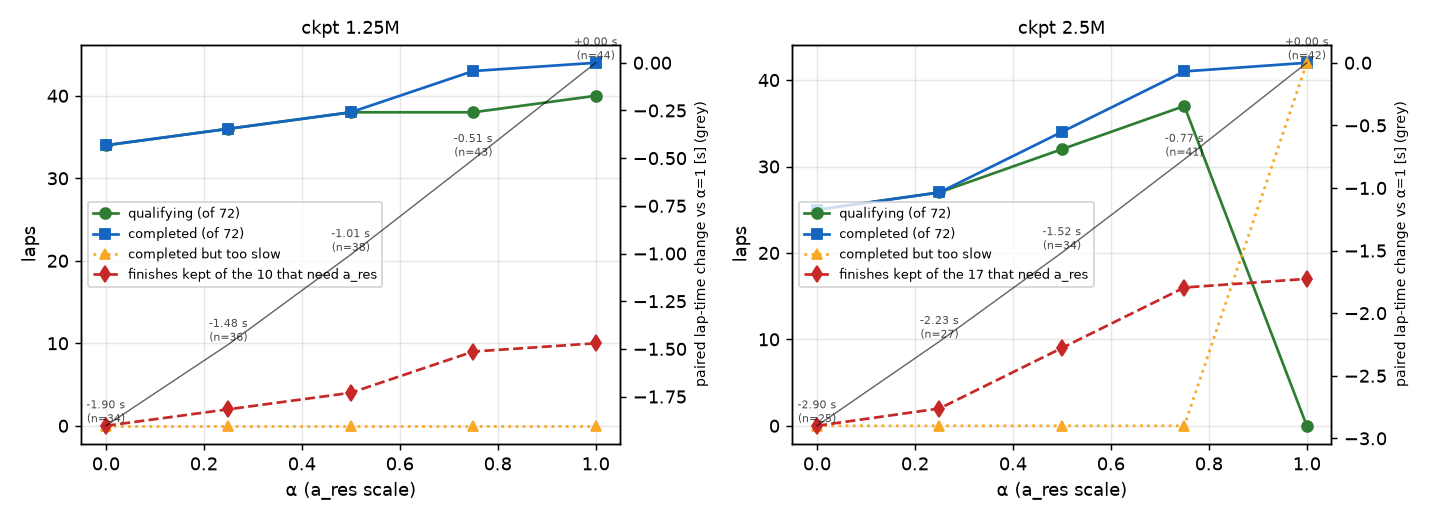 ckpt 1.25M
+0.00 s
(n=44)
-0.51 s
(n=43)
-1.01 s
(n=38)
-1.48 s
(n=36)
-1.90 s
(n=34)
qualifying (of 72)
completed (of 72)
completed but too slow
finishes kept of the 10 that need a_res
laps
40
30
20
10
0
0.0
0.2
0.4
0.6
0.8
1.0
α (a_res scale)
0.00
−0.25
−0.50
−0.75
−1.00
−1.25
−1.50
−1.75
paired lap-time change vs α=1 [s] (grey)
ckpt 2.5M
+0.00 s
(n=42)
-0.77 s
(n=41)
-1.52 s
(n=34)
-2.23 s
(n=27)
-2.90 s
(n=25)
qualifying (of 72)
completed (of 72)
completed but too slow
finishes kept of the 17 that need a_res
laps
40
30
20
10
0
0.0
0.2
0.4
0.6
0.8
1.0
α (a_res scale)
0.0
−0.5
−1.0
−1.5
−2.0
−2.5
−3.0
paired lap-time change vs α=1 [s] (grey)